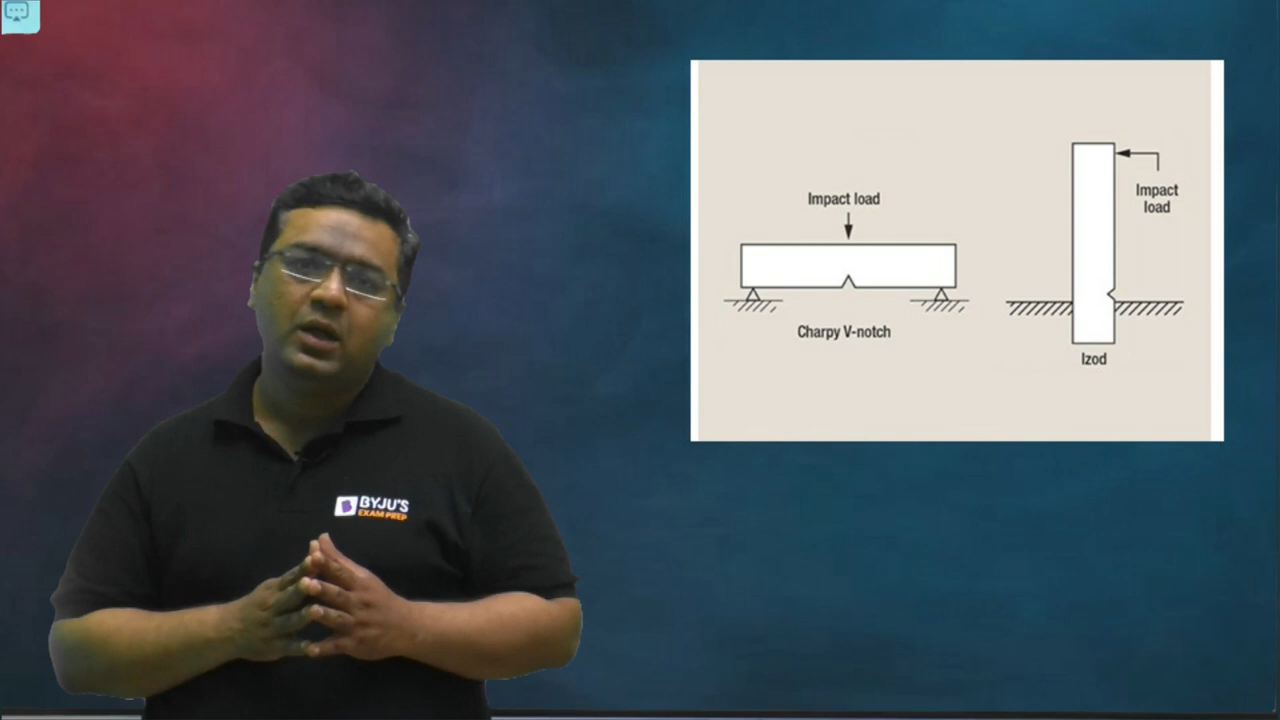 Impact load
Charpy V-notch
Impact
load
Izod
BYJU'S
EXAM PREP